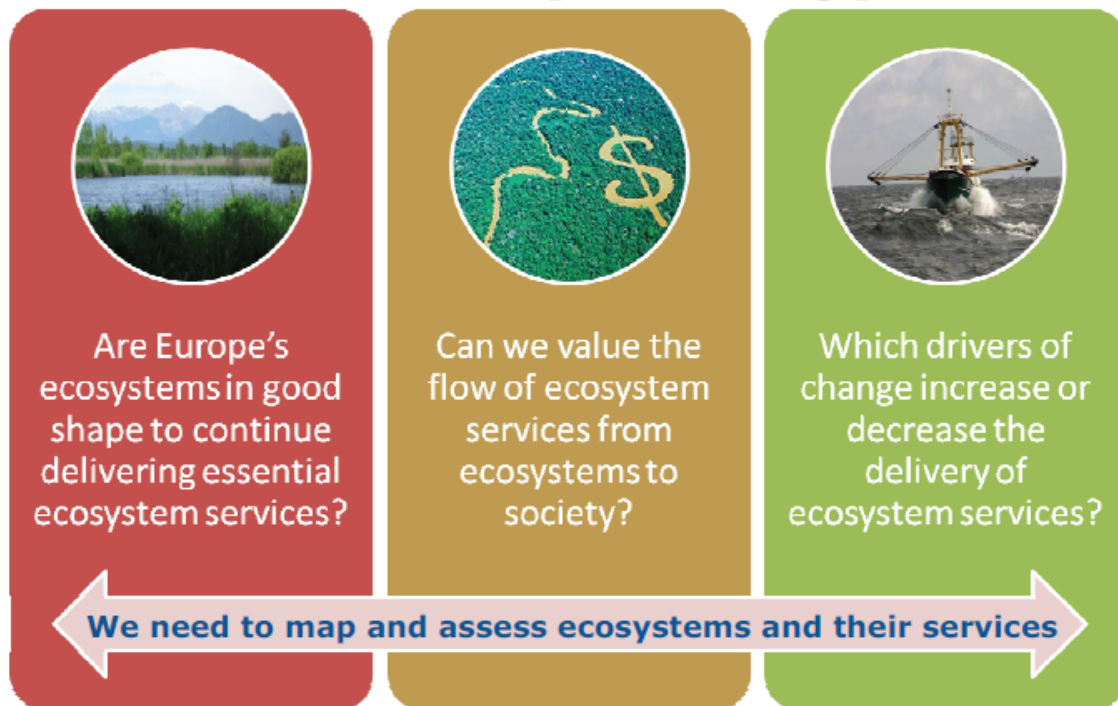 Are Europe's
ecosystems in good
shape to continue
delivering essential
ecosystem services?
Can we value the
flow of ecosystem
services from
ecosystems to
society?
Which drivers of
change increase or
decrease the
delivery of
ecosystem services?
We need to map and assess ecosystems and their services
$